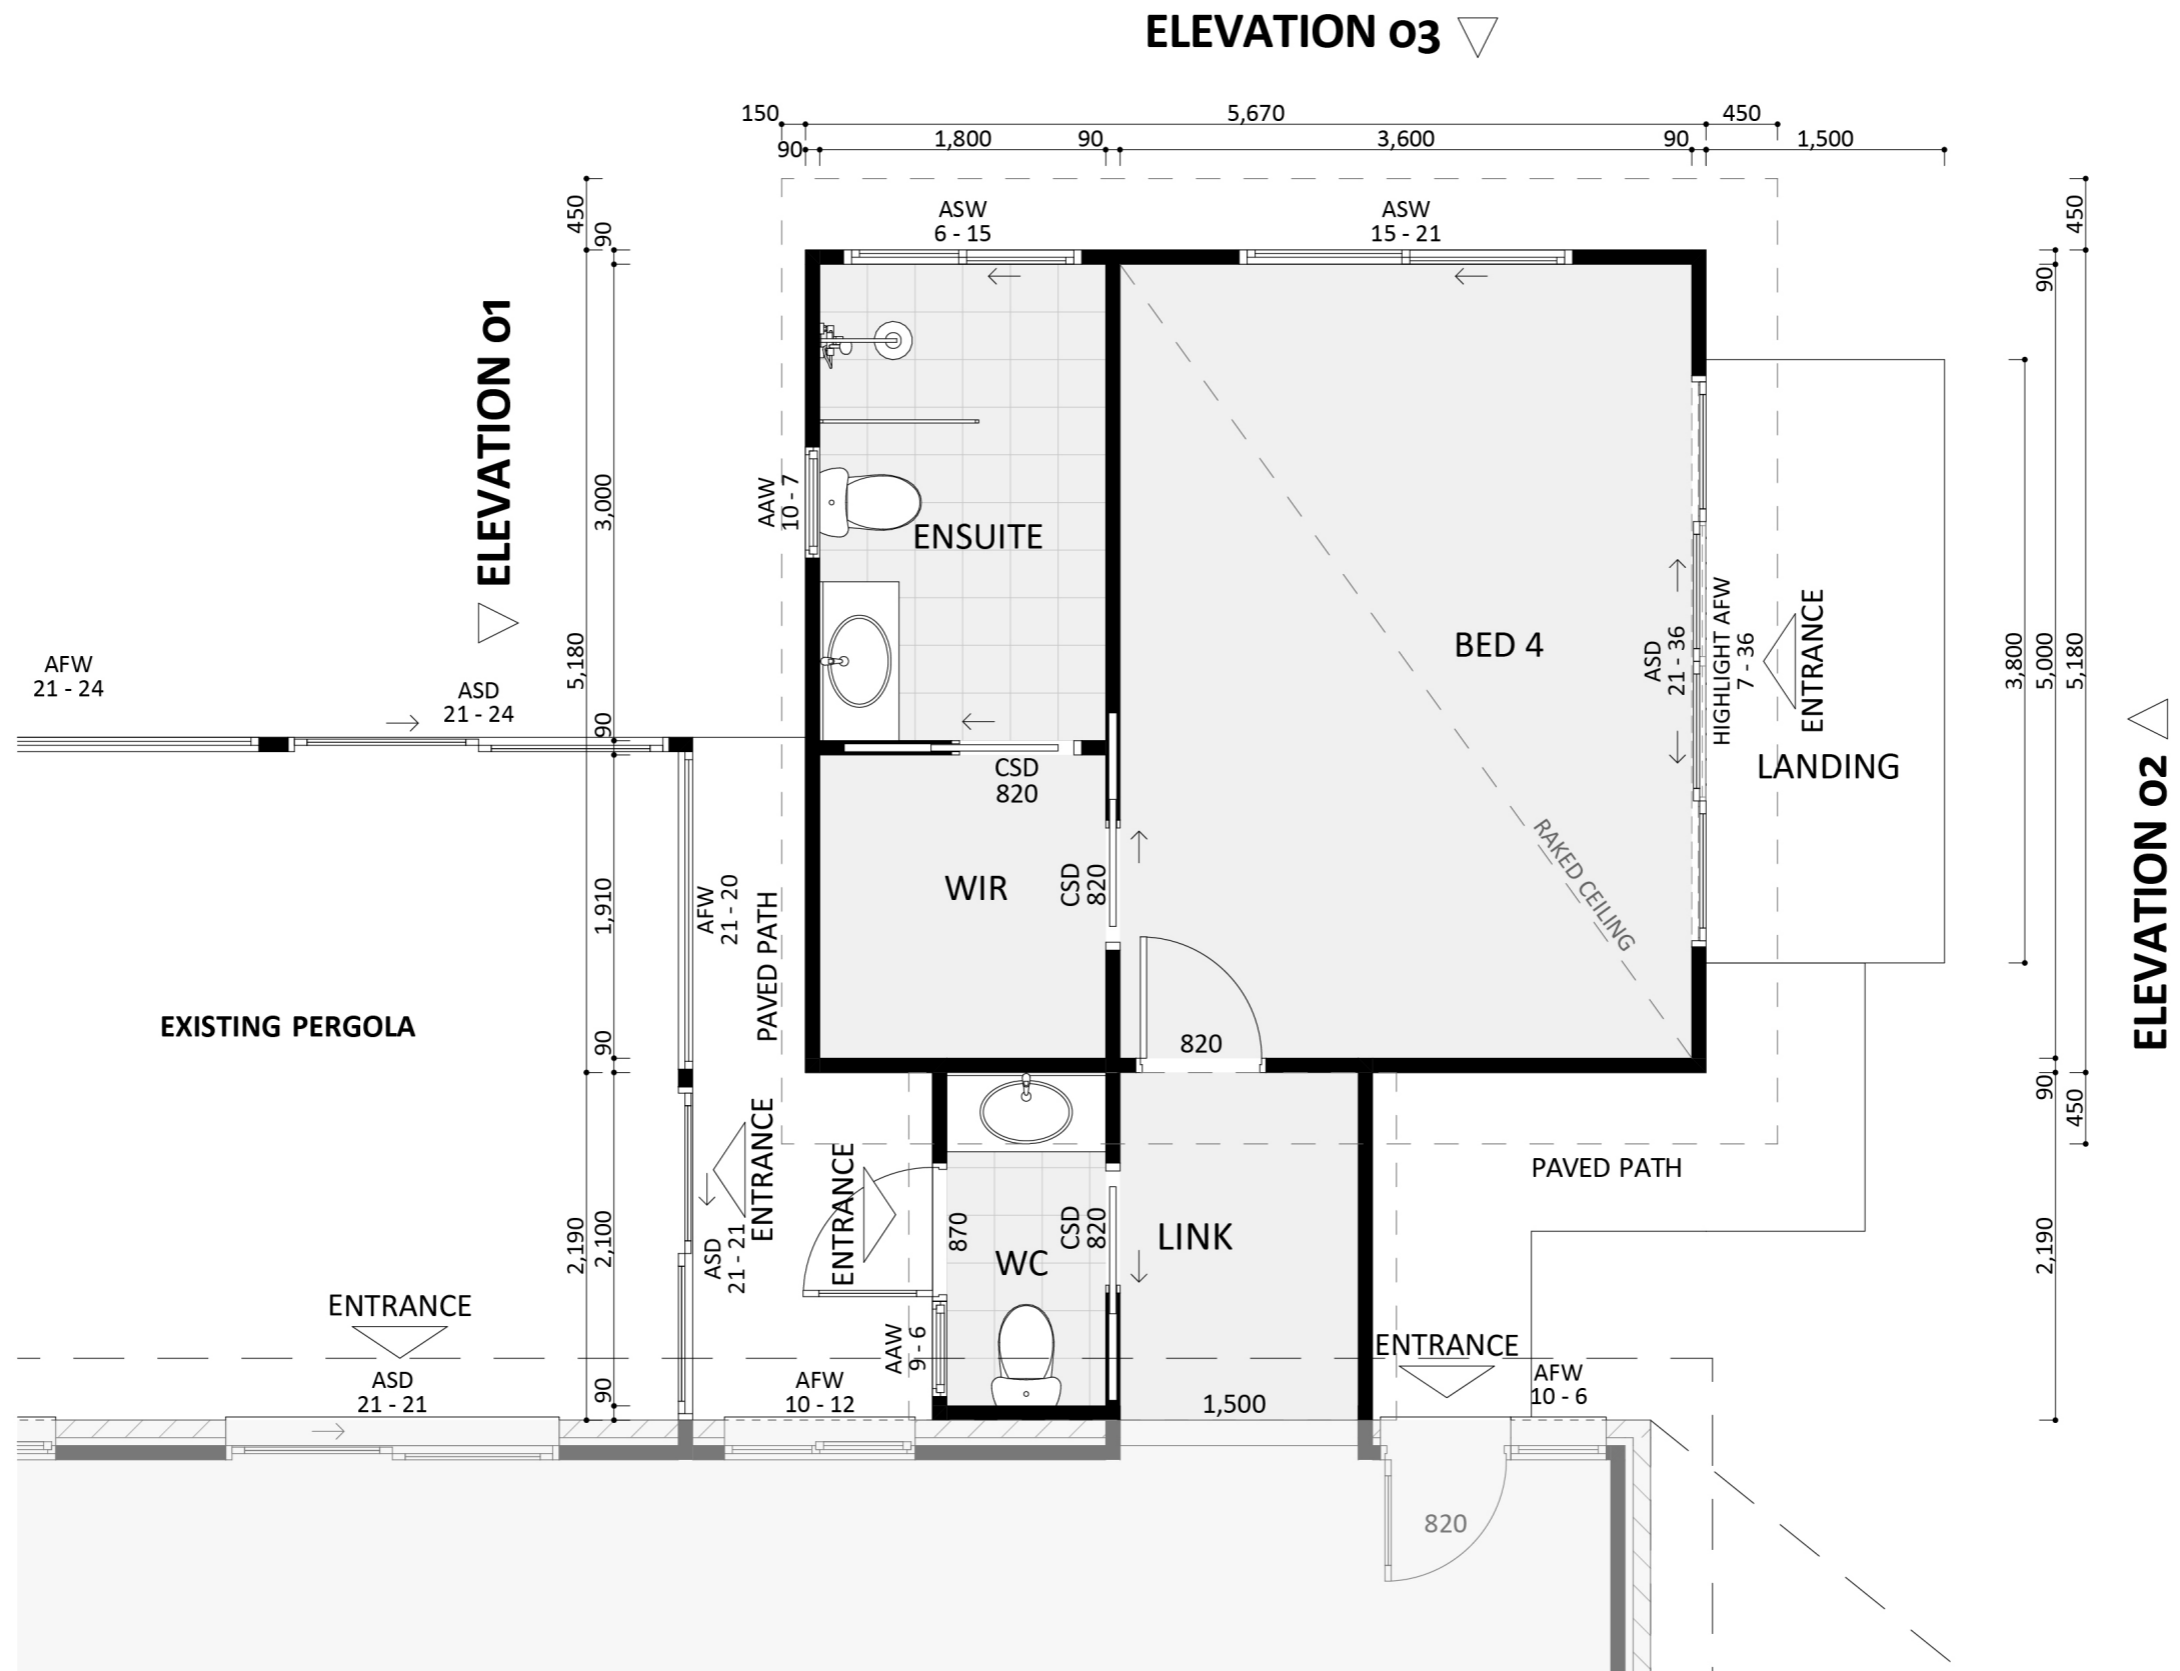 ELEVATION 03
150
5,670
450
90
1,800
90
3,600
90
1,500
450
90
ASW
6 - 15
ASW
15 - 21
450
90
ELEVATION 01
3,000
5,180
90
AAW
10 - 7
ENSUITE
BED 4
ASD
21 - 36
HIGHLIGHT AFW
7 - 36
ENTRANCE
LANDING
3,800
5,000
5,180
ELEVATION 02
AFW
21 - 24
ASD
21 - 24
CSD
820
WIR
CSD
820
RAKED CEILING
1,910
AFW
21 - 20
PAVED PATH
EXISTING PERGOLA
90
820
90
450
ENTRANCE
ENTRANCE
PAVED PATH
2,190
2,100
ASD
21 - 21
870
WC
CSD
820
LINK
2,190
ENTRANCE
AAW
9 - 6
ENTRANCE
ASD
21 - 21
90
AFW
10 - 12
1,500
AFW
10 - 6
820